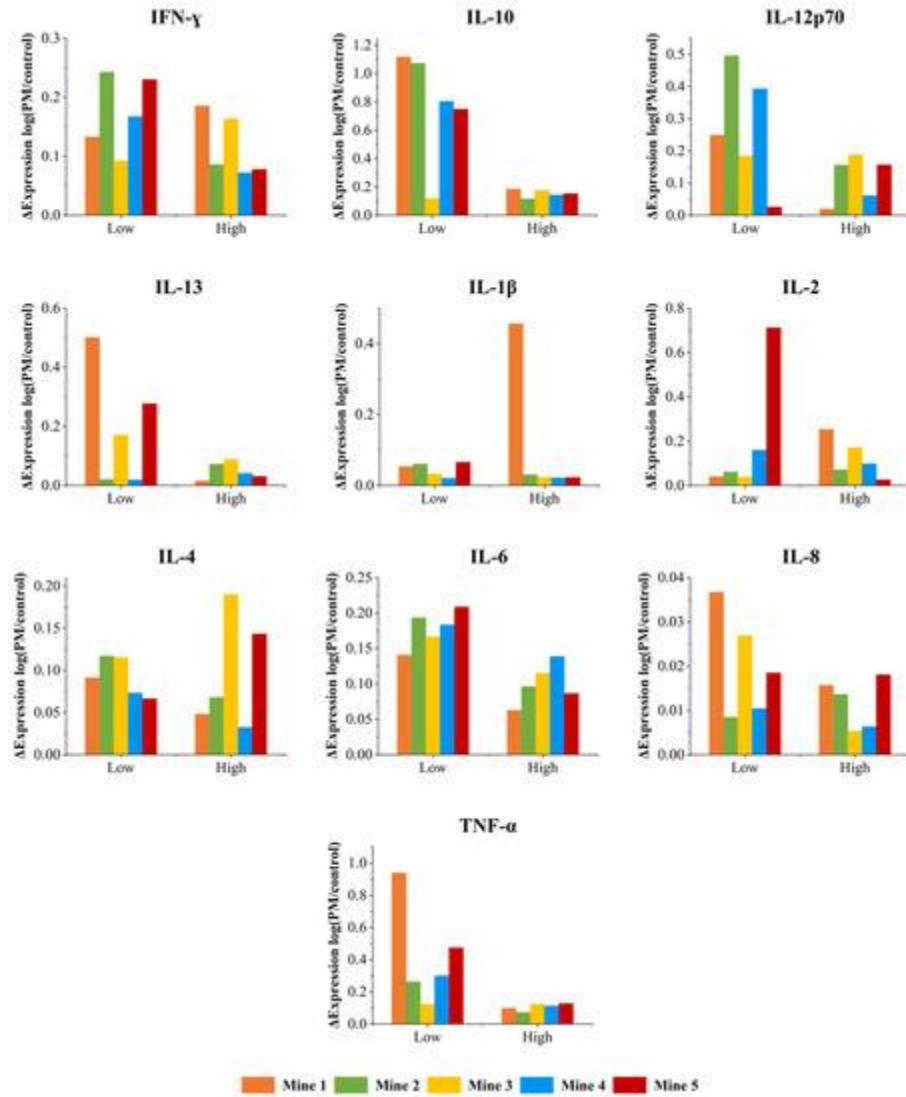 IFN-ɣ
IL-10
IL-12p70
ΔExpression log(PM/control)
0.3
0.2
0.1
0.0
Low
High
ΔExpression log(PM/control)
1.2
1.0
0.8
0.6
0.4
0.2
0.0
Low
High
ΔExpression log(PM/control)
0.5
0.4
0.3
0.2
0.1
0.0
Low
High
IL-13
IL-1β
IL-2
ΔExpression log(PM/control)
0.6
0.4
0.2
0.0
Low
High
ΔExpression log(PM/control)
0.4
0.2
0.0
Low
High
ΔExpression log(PM/control)
0.8
0.6
0.4
0.2
0.0
Low
High
IL-4
IL-6
IL-8
ΔExpression log(PM/control)
0.20
0.15
0.10
0.05
0.00
Low
High
ΔExpression log(PM/control)
0.25
0.20
0.15
0.10
0.05
0.00
Low
High
ΔExpression log(PM/control)
0.04
0.03
0.02
0.01
0.00
Low
High
TNF-α
ΔExpression log(PM/control)
1.0
0.8
0.6
0.4
0.2
0.0
Low
High
Mine 1 Mine 2 Mine 3 Mine 4 Mine 5